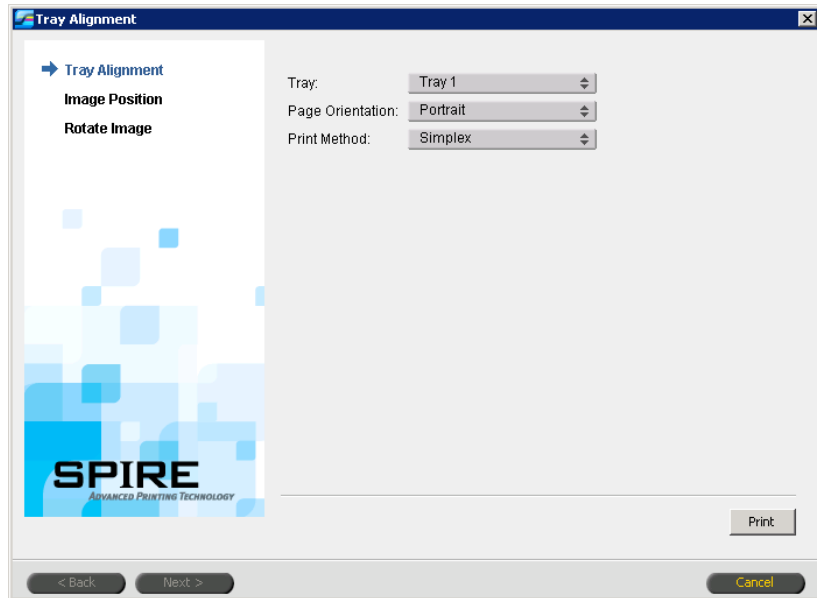 Tray Alignment
Tray Alignment
Image Position
Rotate Image
Tray: Tray 1
Page Orientation: Portrait
Print Method: Simplex
SPIRE
ADVANCED PRINTING TECHNOLOGY
Print
< Back Next > Cancel